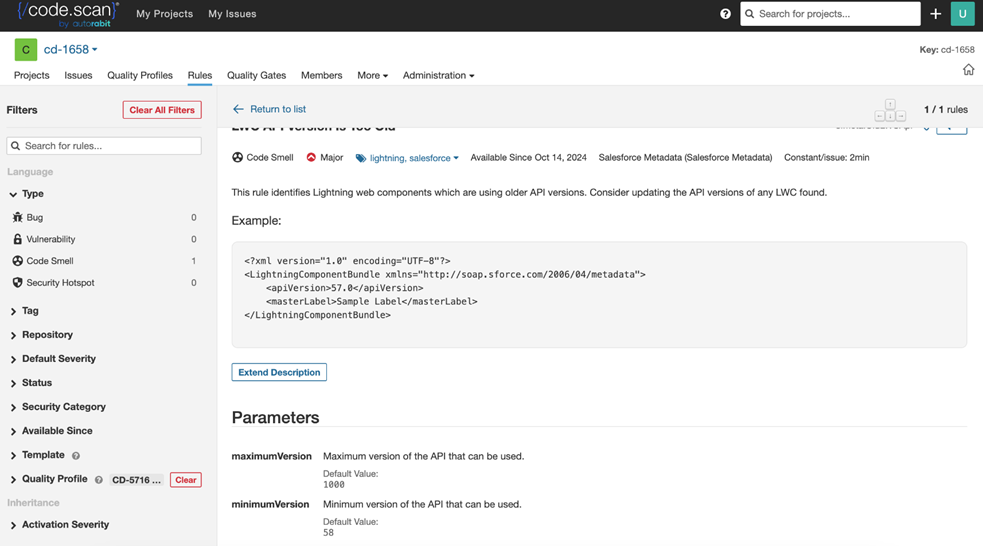 {/code.scan}
by autorabit
My Projects My Issues
Search for projects...
U
C cd-1658
Key: cd-1658
Projects Issues Quality Profiles Rules Quality Gates Members More Administration
Filters
Clear All Filters
Search for rules...
Language
Type
Bug 0
Vulnerability 0
Code Smell 1
Security Hotspot 0
Tag
Repository
Default Severity
Status
Security Category
Available Since
Template
Quality Profile CD-5716 ... Clear
Inheritance
Activation Severity
Return to list
1 / 1 rules
LWC API Version Is Too Old
Code Smell Major lightning, salesforce Available Since Oct 14, 2024 Salesforce Metadata (Salesforce Metadata) Constant/issue: 2min
This rule identifies Lightning web components which are using older API versions. Consider updating the API versions of any LWC found.
Example:
<?xml version="1.0" encoding="UTF-8"?>
<LightningComponentBundle xmlns="http://soap.sforce.com/2006/04/metadata">
<apiVersion>57.0</apiVersion>
<masterLabel>Sample Label</masterLabel>
</LightningComponentBundle>
Extend Description
Parameters
maximumVersion Maximum version of the API that can be used.
Default Value:
1000
minimumVersion Minimum version of the API that can be used.
Default Value:
58